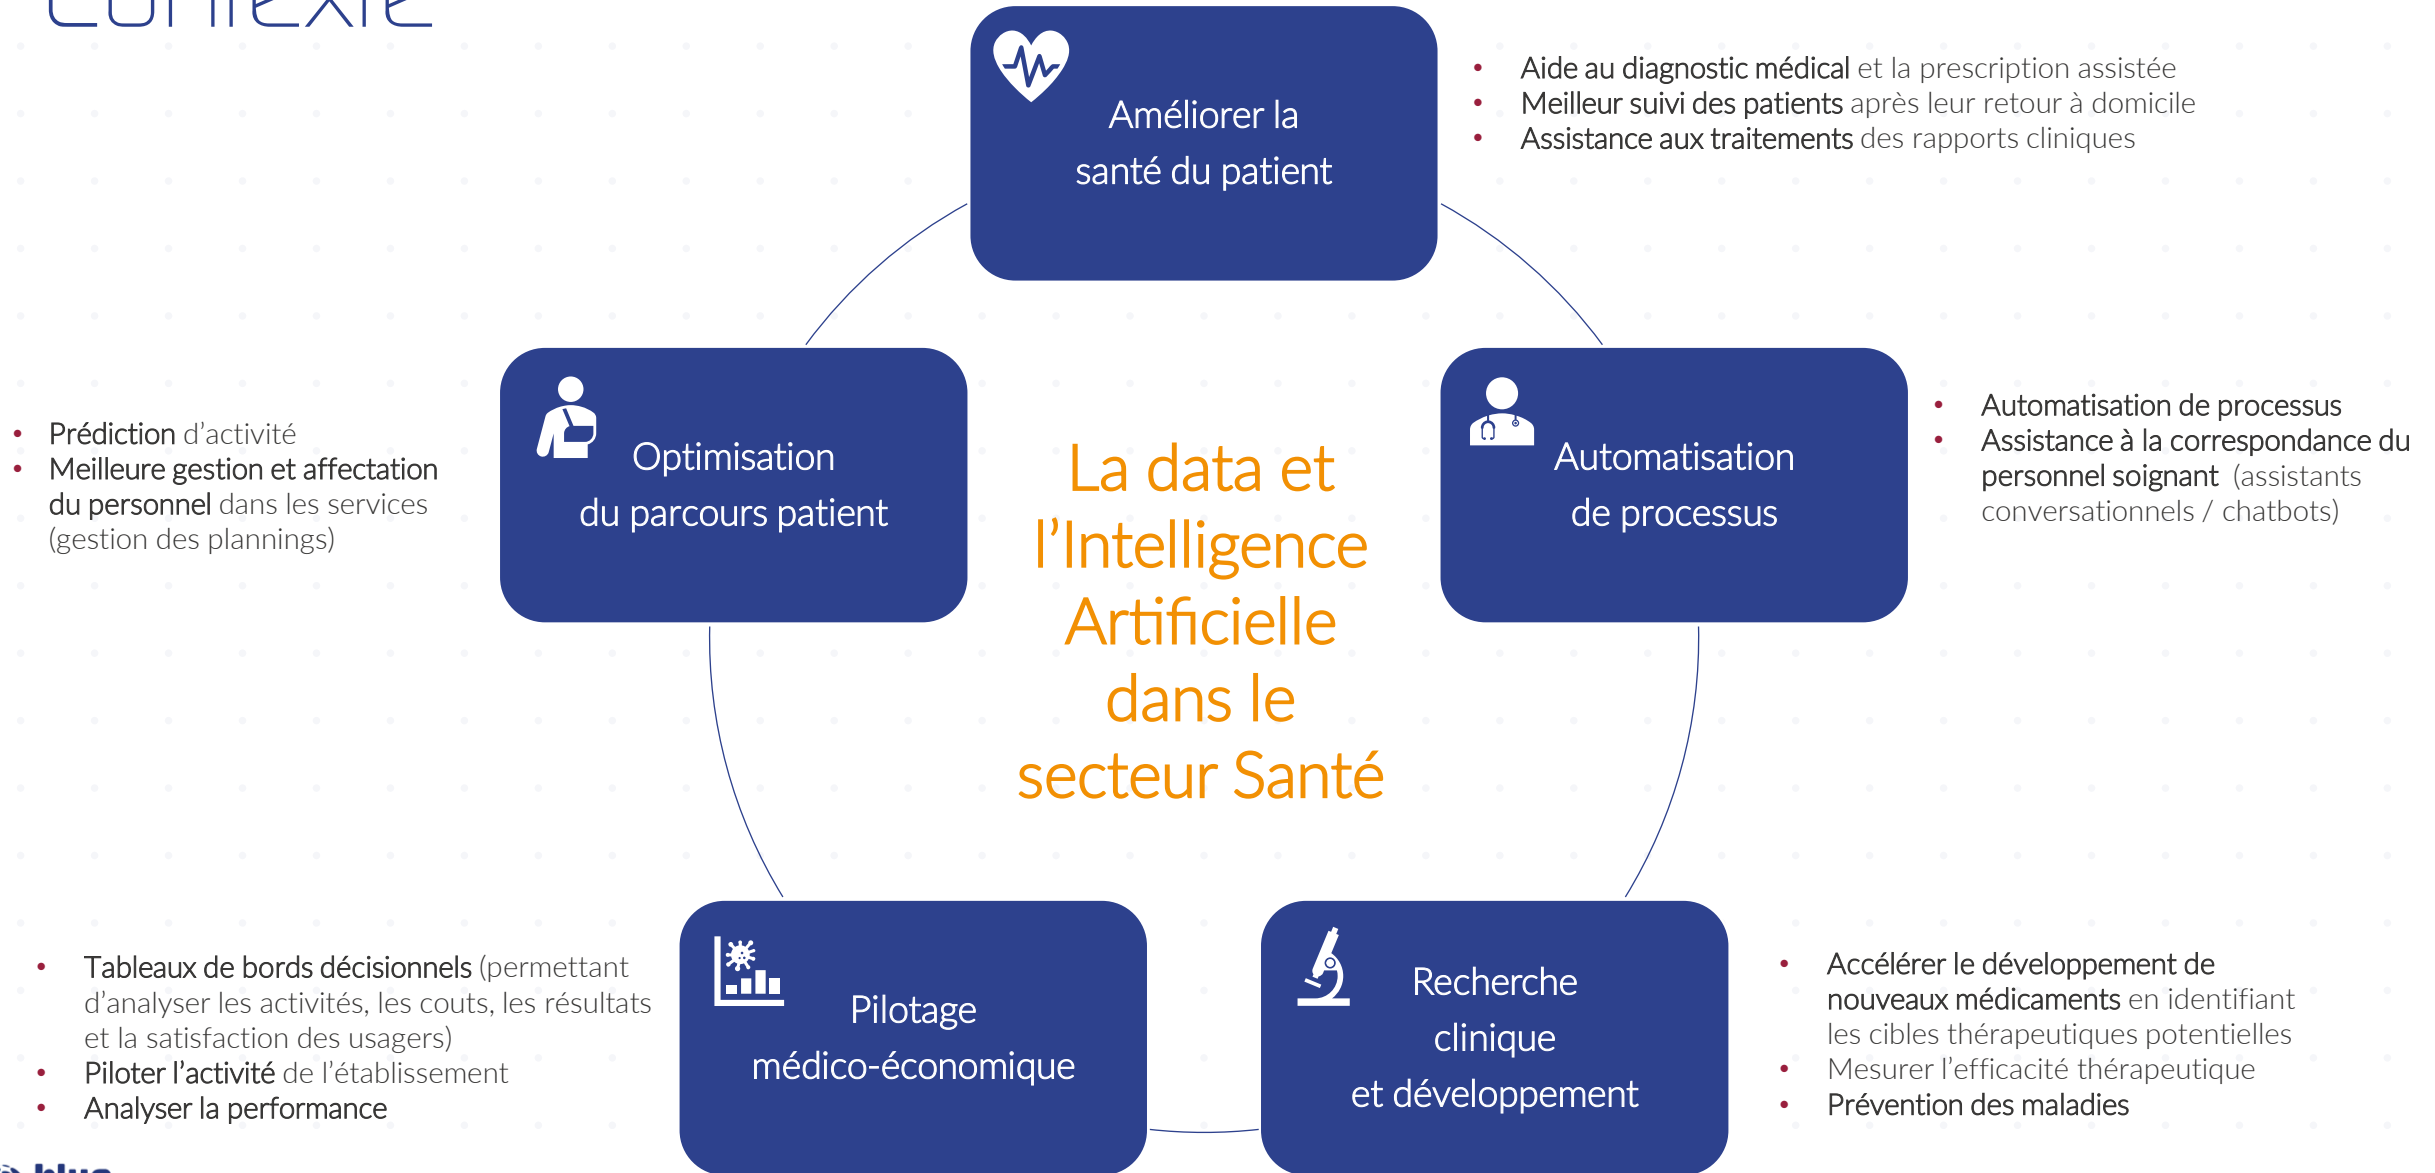 contexte
Améliorer la
santé du patient
• Aide au diagnostic médical et la prescription assistée
• Meilleur suivi des patients après leur retour à domicile
• Assistance aux traitements des rapports cliniques
• Prédiction d’activité
• Meilleure gestion et affectation
du personnel dans les services
(gestion des plannings)
Optimisation
du parcours patient
La data et
l’Intelligence
Artificielle
dans le
secteur Santé
Automatisation
de processus
• Automatisation de processus
• Assistance à la correspondance du
personnel soignant (assistants
conversationnels / chatbots)
• Tableaux de bords décisionnels (permettant
d’analyser les activités, les couts, les résultats
et la satisfaction des usagers)
• Piloter l’activité de l’établissement
• Analyser la performance
Pilotage
médico-économique
Recherche
clinique
et développement
• Accélérer le développement de
nouveaux médicaments en identifiant
les cibles thérapeutiques potentielles
• Mesurer l’efficacité thérapeutique
• Prévention des maladies
blue